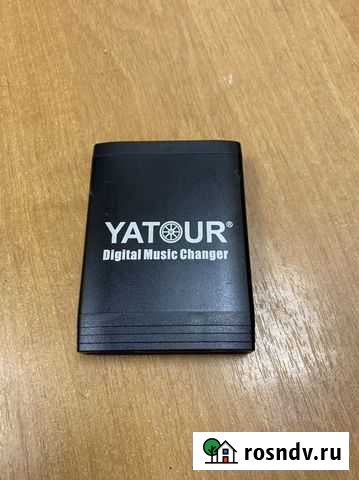 YATOUR®
Digital Music Changer
rosndv.ru